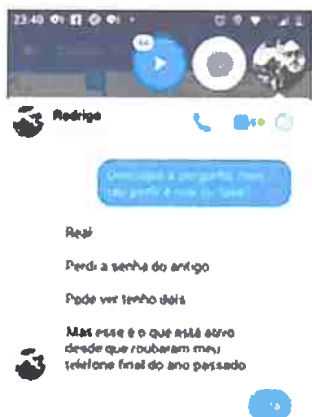 23:40
Rodrigo
Desculpa a pergunta, mas
seu perfil é real ou fake?
Real
Perdi a senha do antigo
Pode ver tenho dois
Mas esse é o que está ativo
desde que roubaram meu
telefone final do ano passado